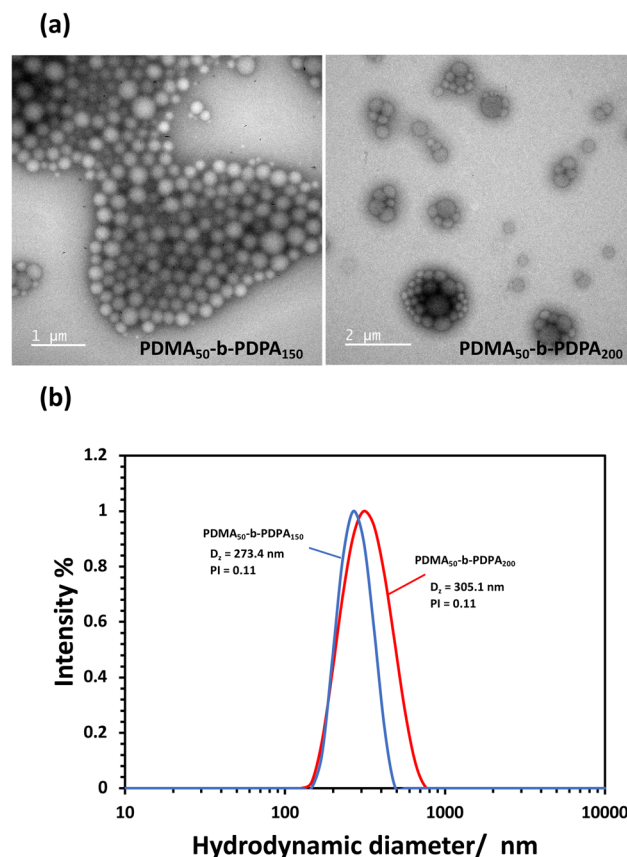 (a)
1 μm
PDMA₅₀-b-PDPA₁₅₀
2 μm
PDMA₅₀-b-PDPA₂₀₀
(b)
1.2
1
0.8
0.6
0.4
0.2
0
Intensity %
PDMA₅₀-b-PDPA₁₅₀
D_z = 273.4 nm
PI = 0.11
PDMA₅₀-b-PDPA₂₀₀
D_z = 305.1 nm
PI = 0.11
10 100 1000 10000
Hydrodynamic diameter/ nm